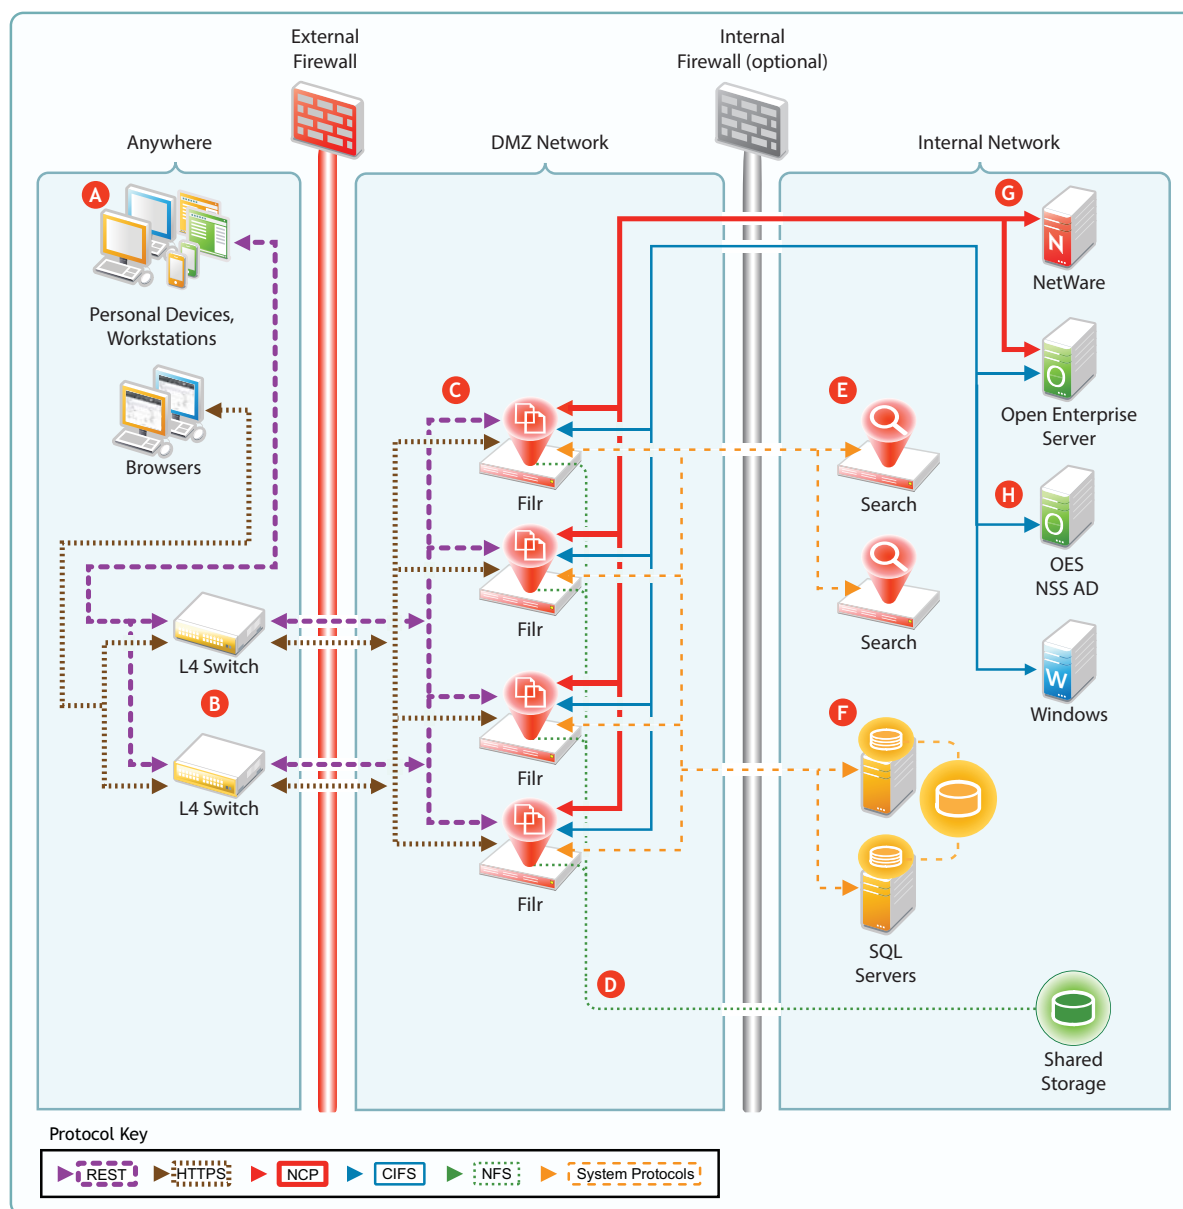 External
Firewall
Internal
Firewall (optional)
Anywhere
DMZ Network
Internal Network
A
Personal Devices,
Workstations
Browsers
L4 Switch
B
L4 Switch
C
Filr
Filr
Filr
Filr
D
E
Search
Search
F
SQL
Servers
G
N
NetWare
O
Open Enterprise
Server
H
O
OES
NSS AD
W
Windows
Shared
Storage
Protocol Key
REST
HTTPS
NCP
CIFS
NFS
System Protocols